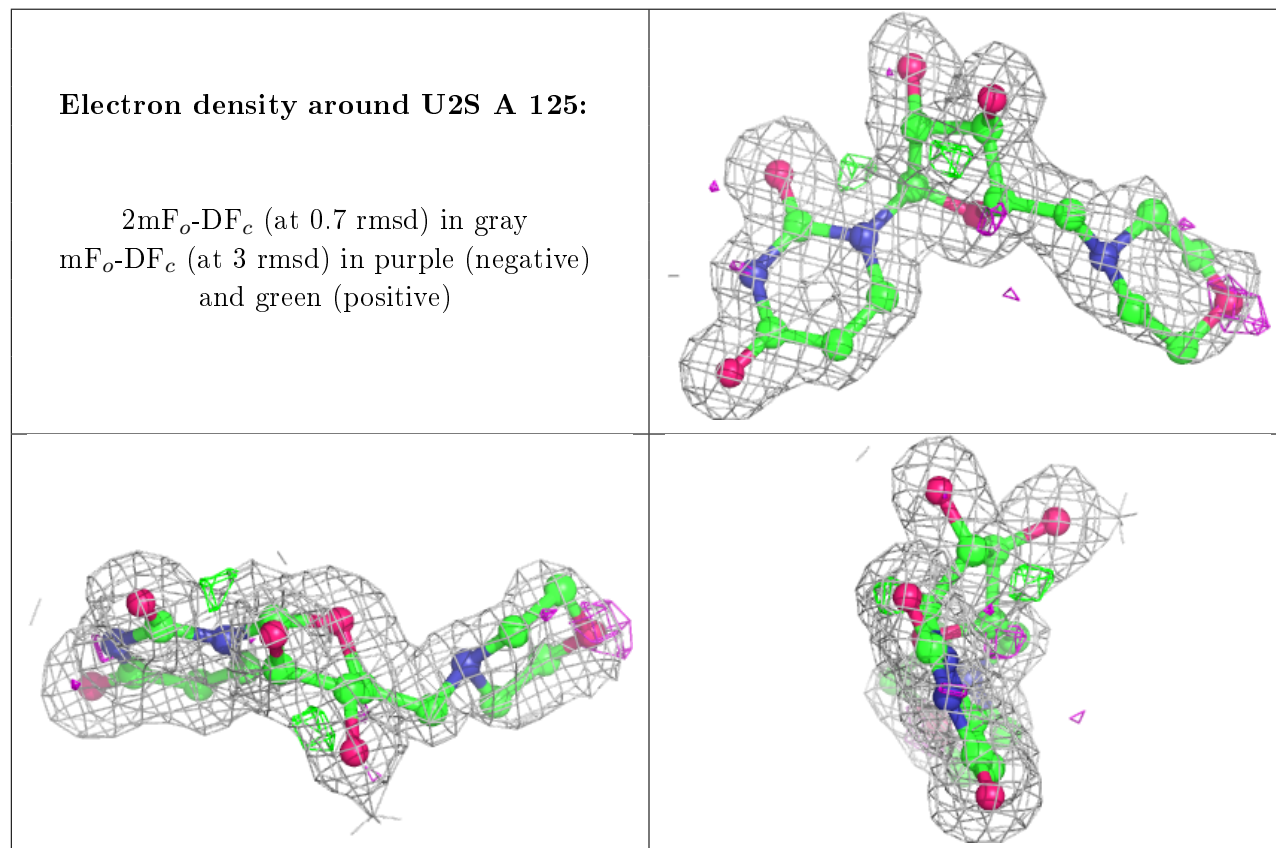 Electron density around U2S A 125:
2mFₒ-DF𝒸 (at 0.7 rmsd) in gray
mFₒ-DF𝒸 (at 3 rmsd) in purple (negative)
and green (positive)